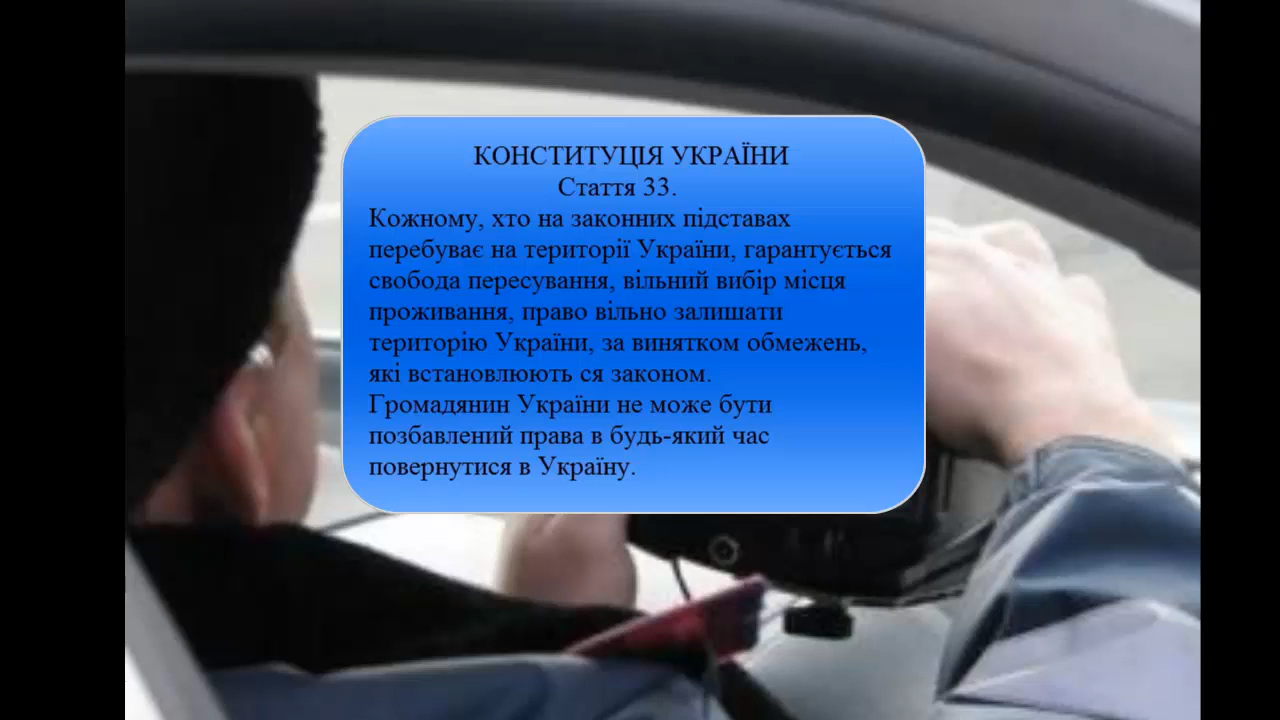 КОНСТИТУЦІЯ УКРАЇНИ
Стаття 33.
Кожному, хто на законних підставах
перебуває на території України, гарантується
свобода пересування, вільний вибір місця
проживання, право вільно залишати
територію України, за винятком обмежень,
які встановлюють ся законом.
Громадянин України не може бути
позбавлений права в будь-який час
повернутися в Україну.